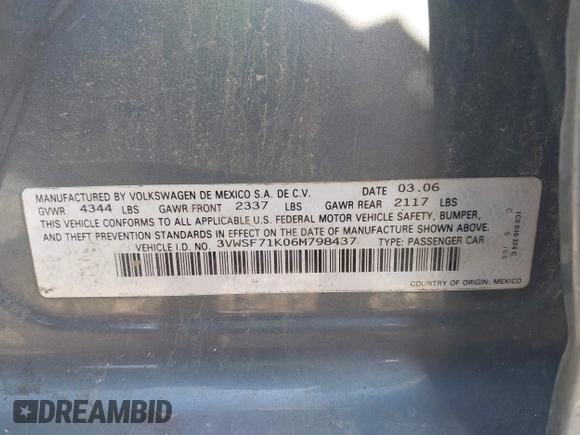 MANUFACTURED BY VOLKSWAGEN DE MEXICO S.A. DE C.V. DATE 03.06
GVWR 4344 LBS GAWR FRONT 2337 LBS GAWR REAR 2117 LBS
THIS VEHICLE CONFORMS TO ALL APPLICABLE U.S. FEDERAL MOTOR VEHICLE SAFETY, BUMPER,
AND THEFT PREVENTION STANDARDS IN EFFECT ON THE DATE OF MANUFACTURE SHOWN ABOVE.
VEHICLE I.D. NO. 3VWSF71K06M798437 TYPE: PASSENGER CAR
COUNTRY OF ORIGIN: MEXICO
DREAMBID